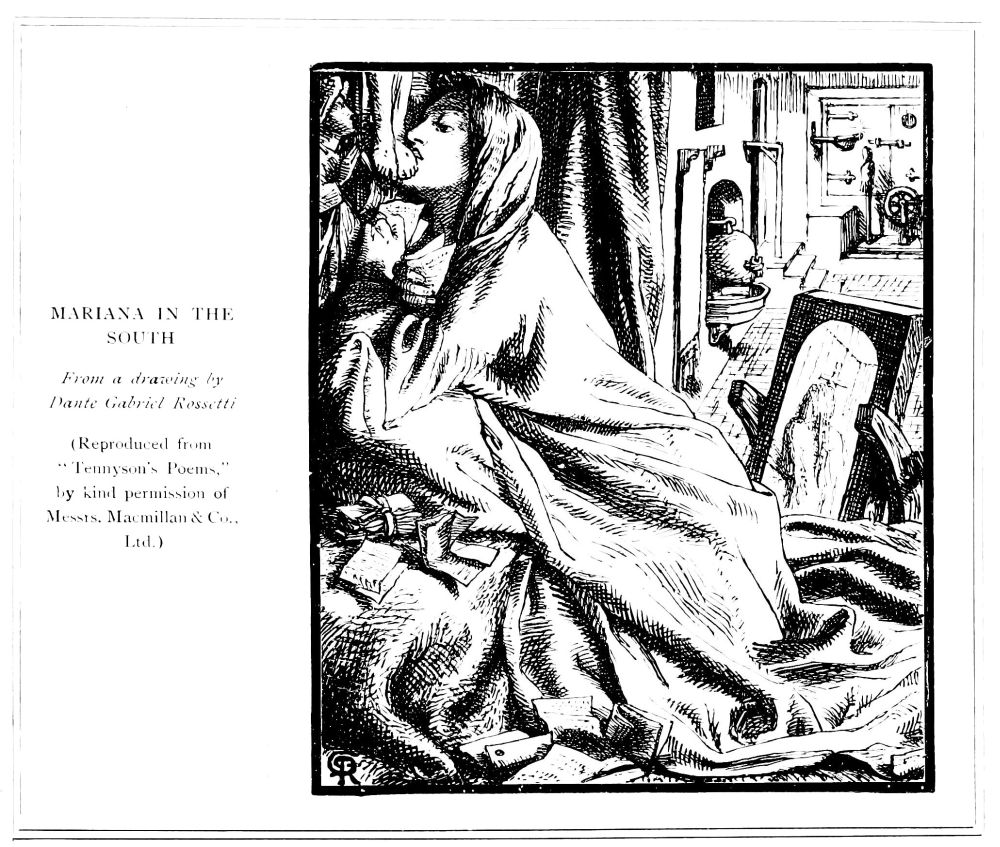 MARIANA IN THE
SOUTH
From a drawing by
Dante Gabriel Rossetti
(Reproduced from
“Tennyson's Poems,”
by kind permission of
Messrs. Macmillan & Co.,
Ltd.)